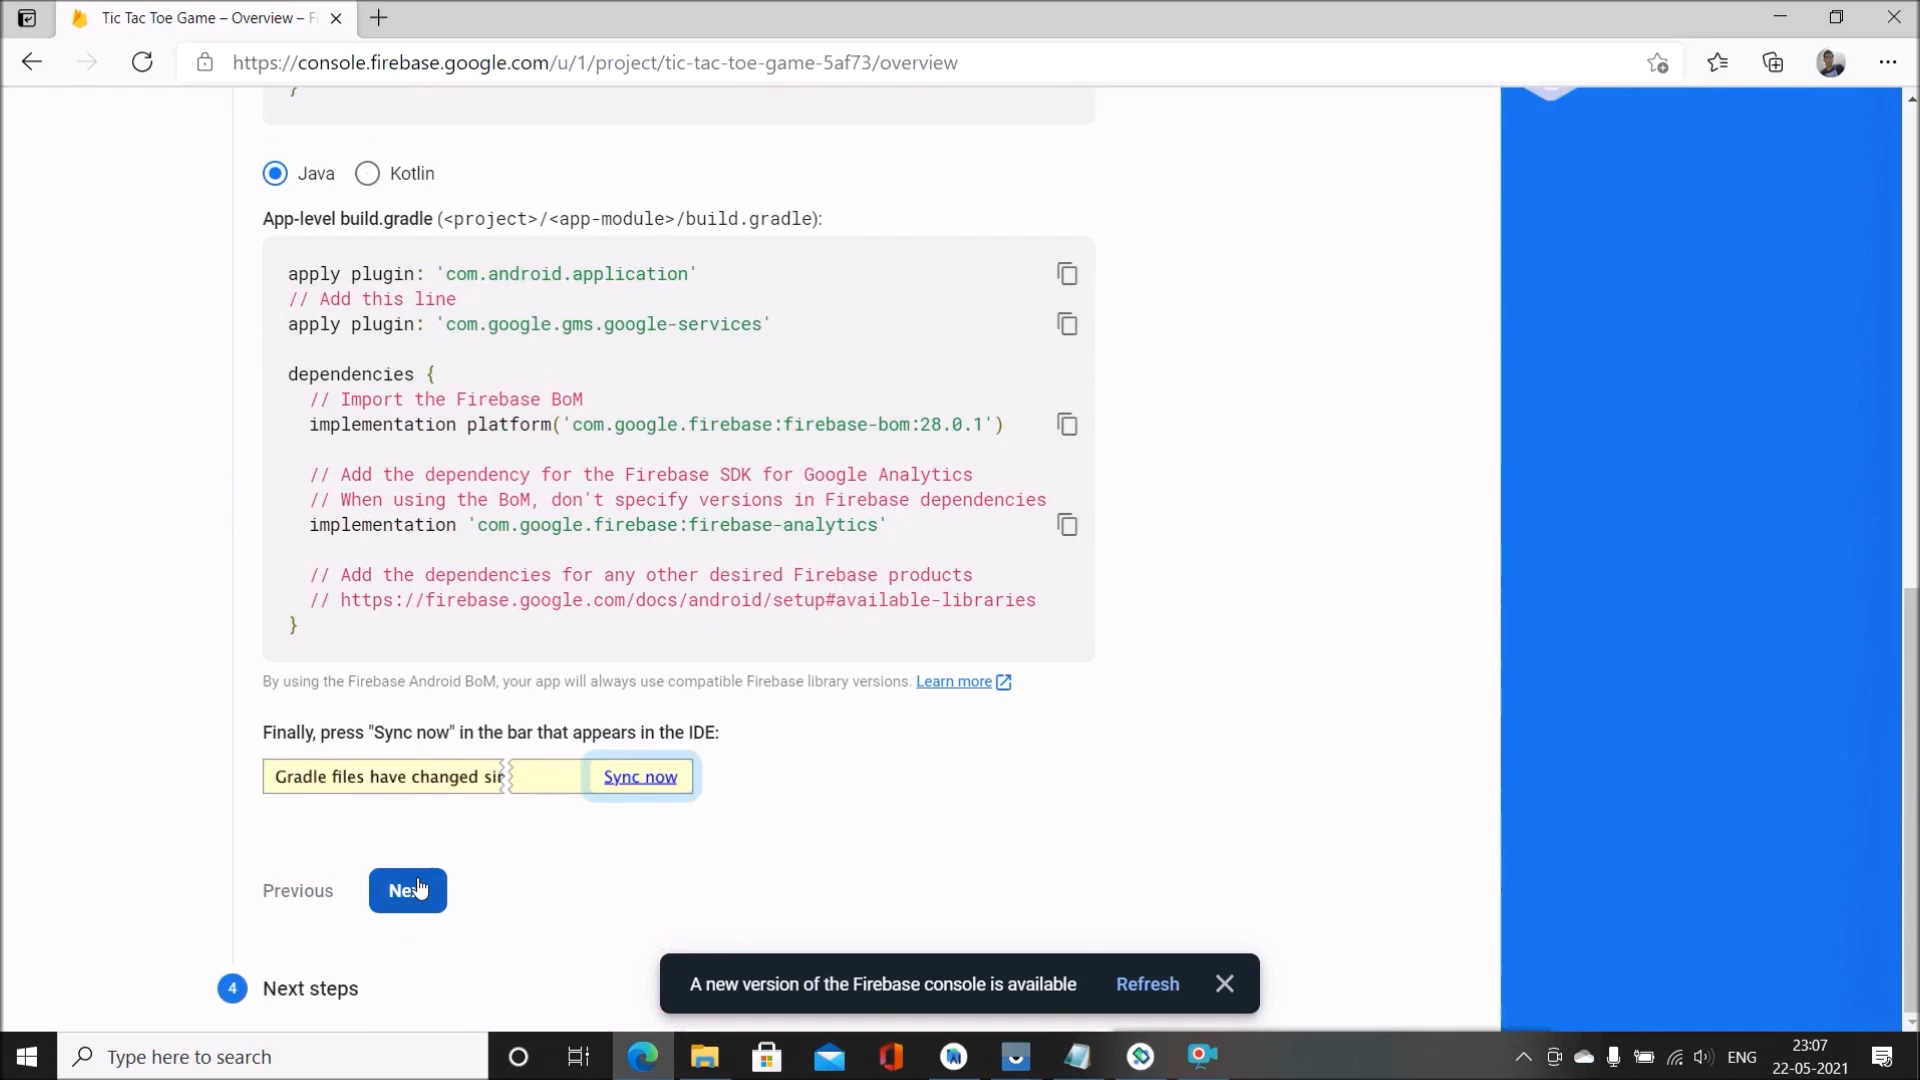 Tic Tac Toe Game – Overview – Fi
https://console.firebase.google.com/u/1/project/tic-tac-toe-game-5af73/overview
}
Java
Kotlin
App-level build.gradle (<project>/<app-module>/build.gradle):
apply plugin: 'com.android.application'
// Add this line
apply plugin: 'com.google.gms.google-services'
dependencies {
// Import the Firebase BoM
implementation platform('com.google.firebase:firebase-bom:28.0.1')
// Add the dependency for the Firebase SDK for Google Analytics
// When using the BoM, don't specify versions in Firebase dependencies
implementation 'com.google.firebase:firebase-analytics'
// Add the dependencies for any other desired Firebase products
// https://firebase.google.com/docs/android/setup#available-libraries
}
By using the Firebase Android BoM, your app will always use compatible Firebase library versions. Learn more
Finally, press "Sync now" in the bar that appears in the IDE:
Gradle files have changed sin Sync now
Previous
Next
4 Next steps
A new version of the Firebase console is available Refresh
Type here to search
ENG
23:07
22-05-2021